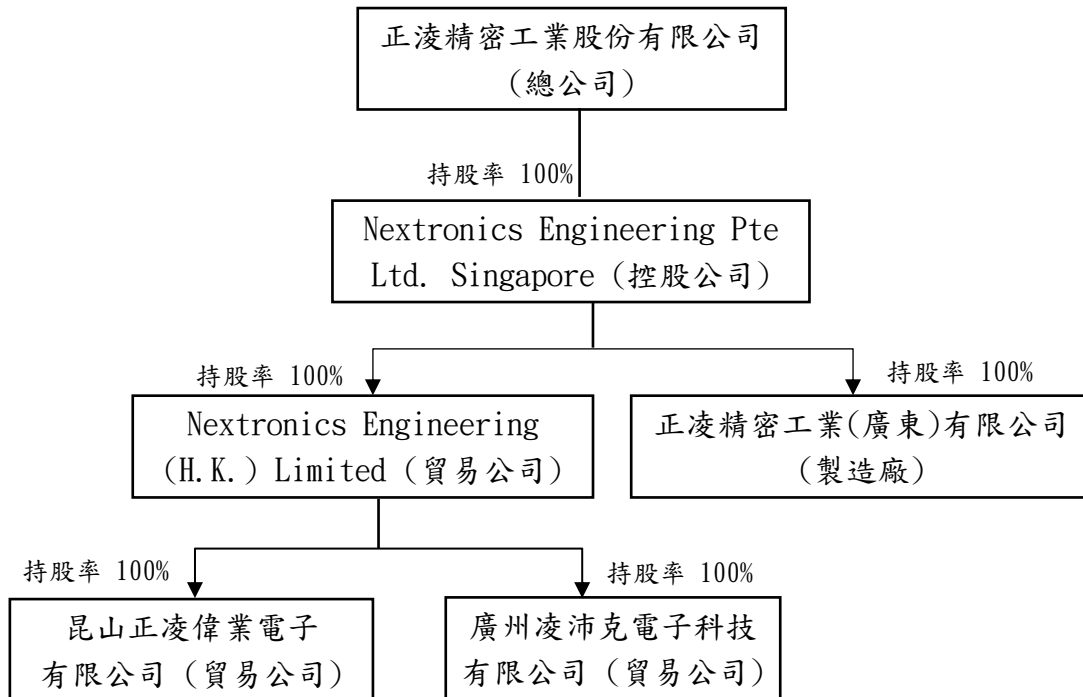 正淩精密工業股份有限公司
(總公司)
持股率 100%
Nextronics Engineering Pte
Ltd. Singapore (控股公司)
持股率 100%
持股率 100%
Nextronics Engineering
(H.K.) Limited (貿易公司)
正凌精密工業(廣東)有限公司
(製造廠)
持股率 100%
持股率 100%
昆山正凌偉業電子
有限公司 (貿易公司)
廣州凌沛克電子科技
有限公司 (貿易公司)